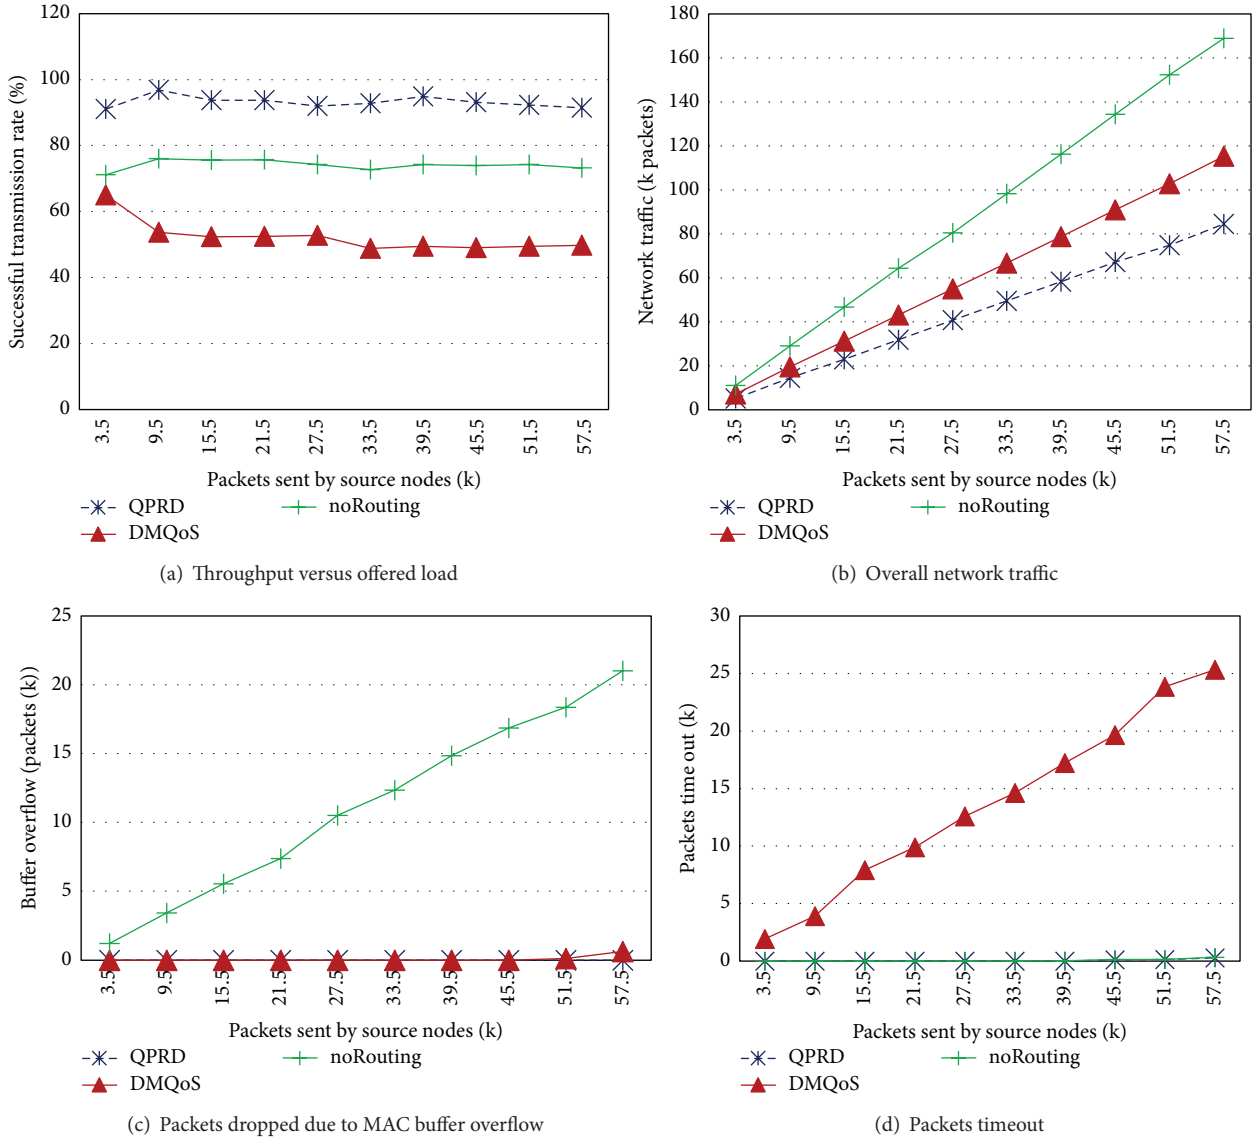 120
100
80
60
40
20
0
Successful transmission rate (%)
3.5 9.5 15.5 21.5 27.5 33.5 39.5 45.5 51.5 57.5
Packets sent by source nodes (k)
QPRD noRouting
DMQoS
(a) Throughput versus offered load
180
160
140
120
100
80
60
40
20
0
Network traffic (k packets)
3.5 9.5 15.5 21.5 27.5 33.5 39.5 45.5 51.5 57.5
Packets sent by source nodes (k)
QPRD noRouting
DMQoS
(b) Overall network traffic
25
20
15
10
5
0
Buffer overflow (packets (k))
3.5 9.5 15.5 21.5 27.5 33.5 39.5 45.5 51.5 57.5
Packets sent by source nodes (k)
QPRD noRouting
DMQoS
(c) Packets dropped due to MAC buffer overflow
30
25
20
15
10
5
0
Packets time out (k)
3.5 9.5 15.5 21.5 27.5 33.5 39.5 45.5 51.5 57.5
Packets sent by source nodes (k)
QPRD noRouting
DMQoS
(d) Packets timeout